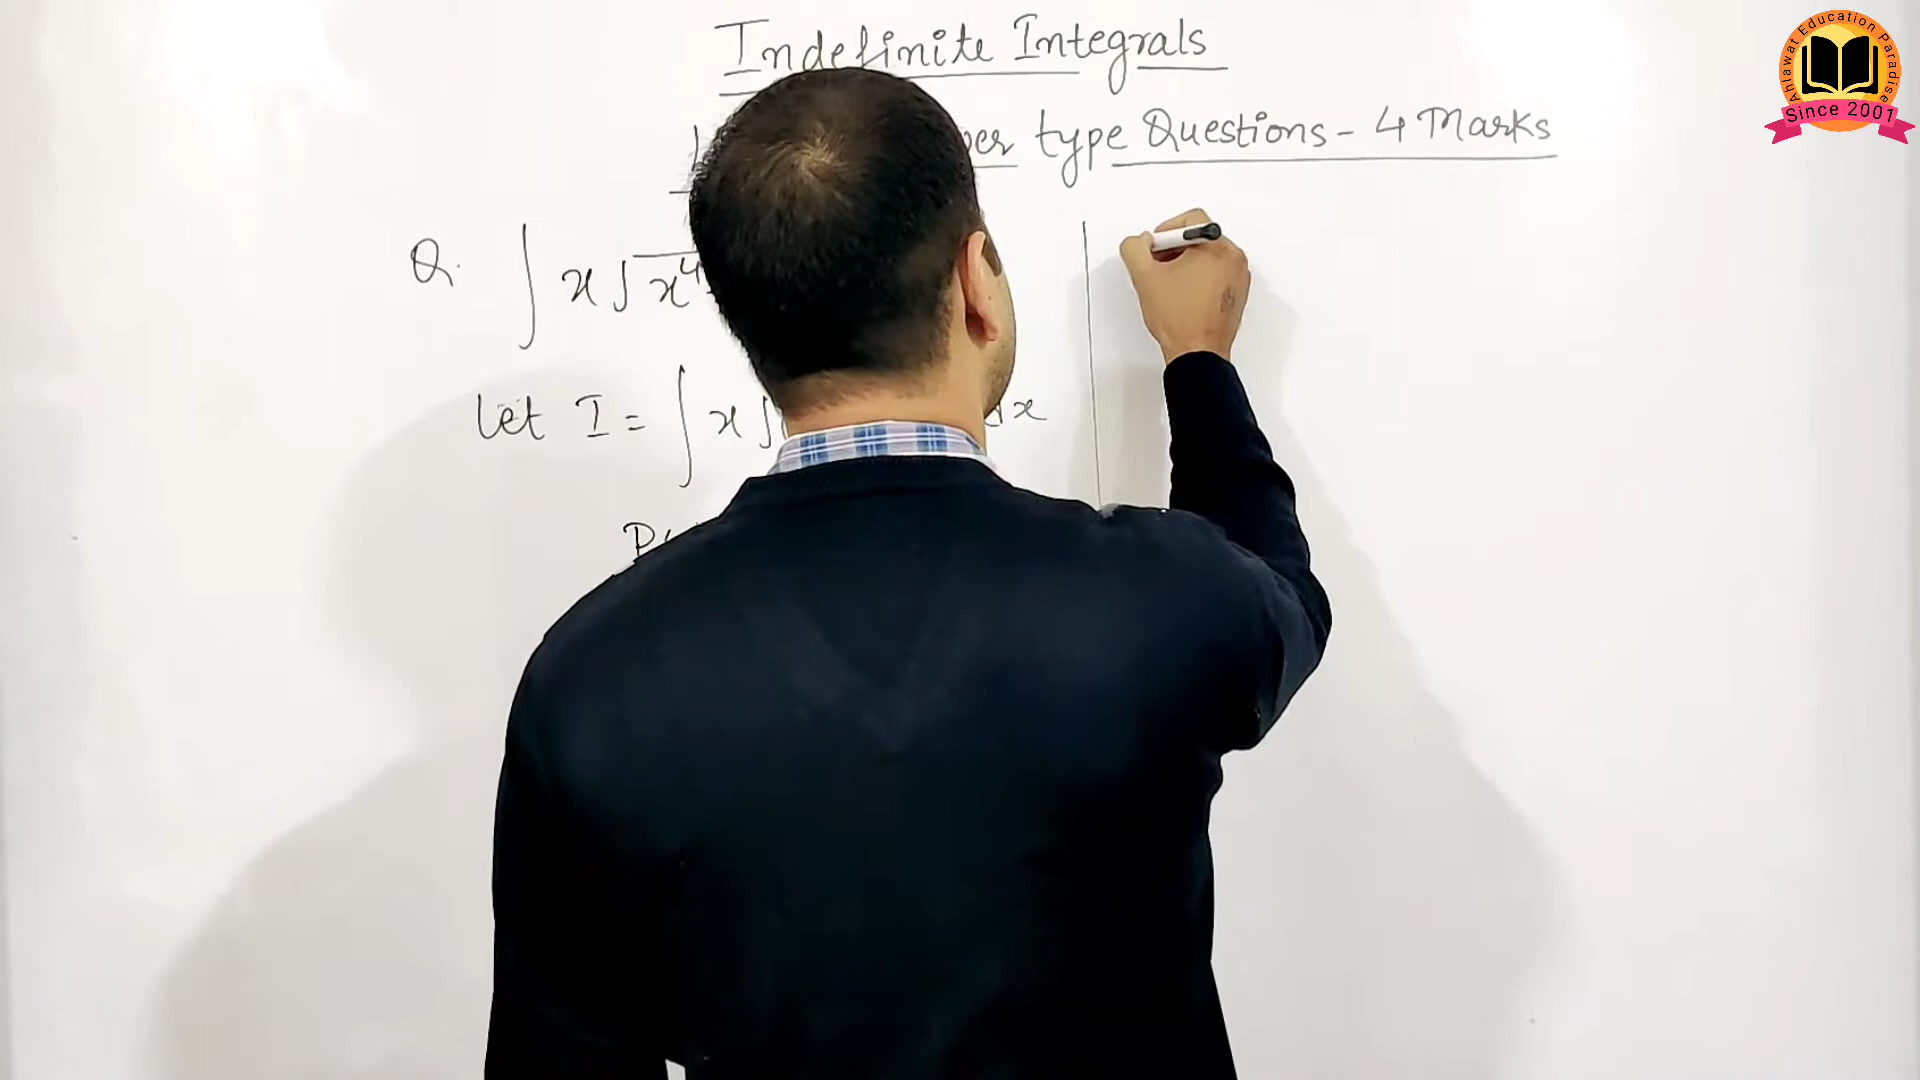 Indefinite Integrals
type Questions - 4 Marks
Q. ∫ x √x⁴
Let I = ∫ x √ dx
Ahlawat Education Paradise
Since 2001